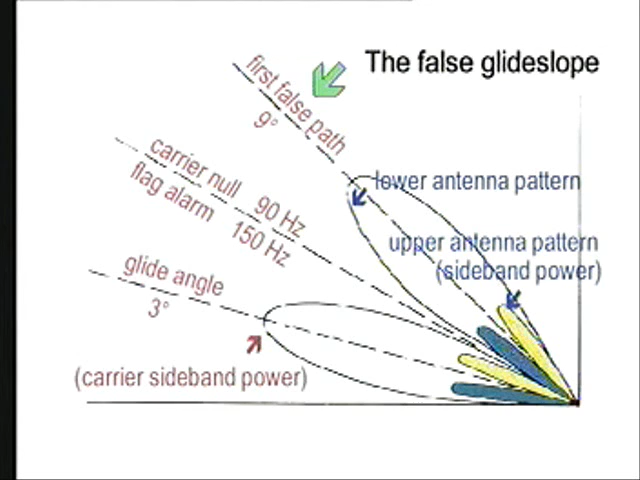 The false glideslope
first false path
9°
carrier null 90 Hz
flag alarm 150 Hz
lower antenna pattern
upper antenna pattern
(sideband power)
glide angle
3°
(carrier sideband power)